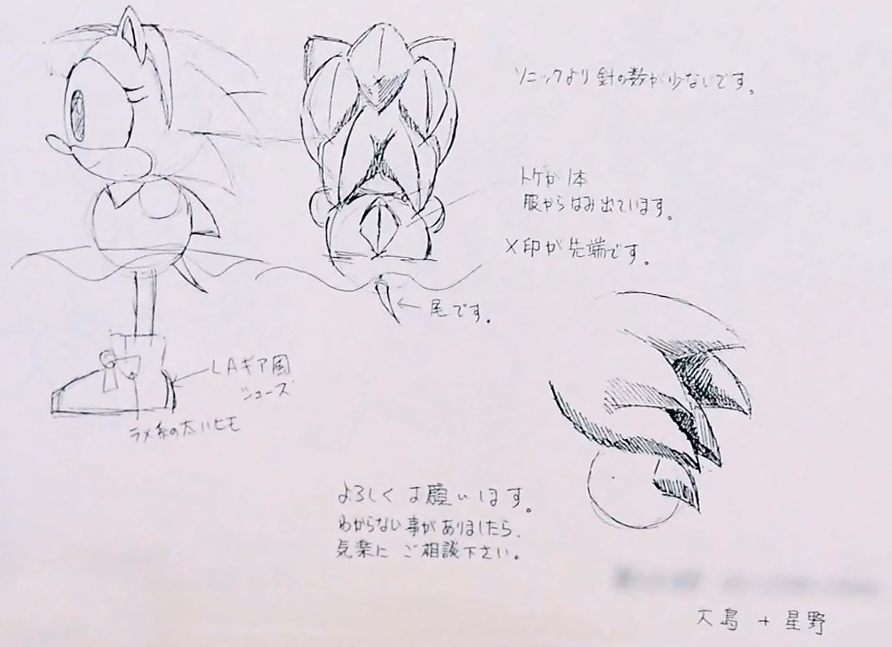 ソニックより針の数が少ないです。
トゲが1本
服からはみ出ています。
×印が先端です。
尾です。
LAギア風
シューズ
ラメ系の太いヒモ
よろしくお願いします。
わからない事がありましたら、
気楽にご相談下さい。
大島 + 星野